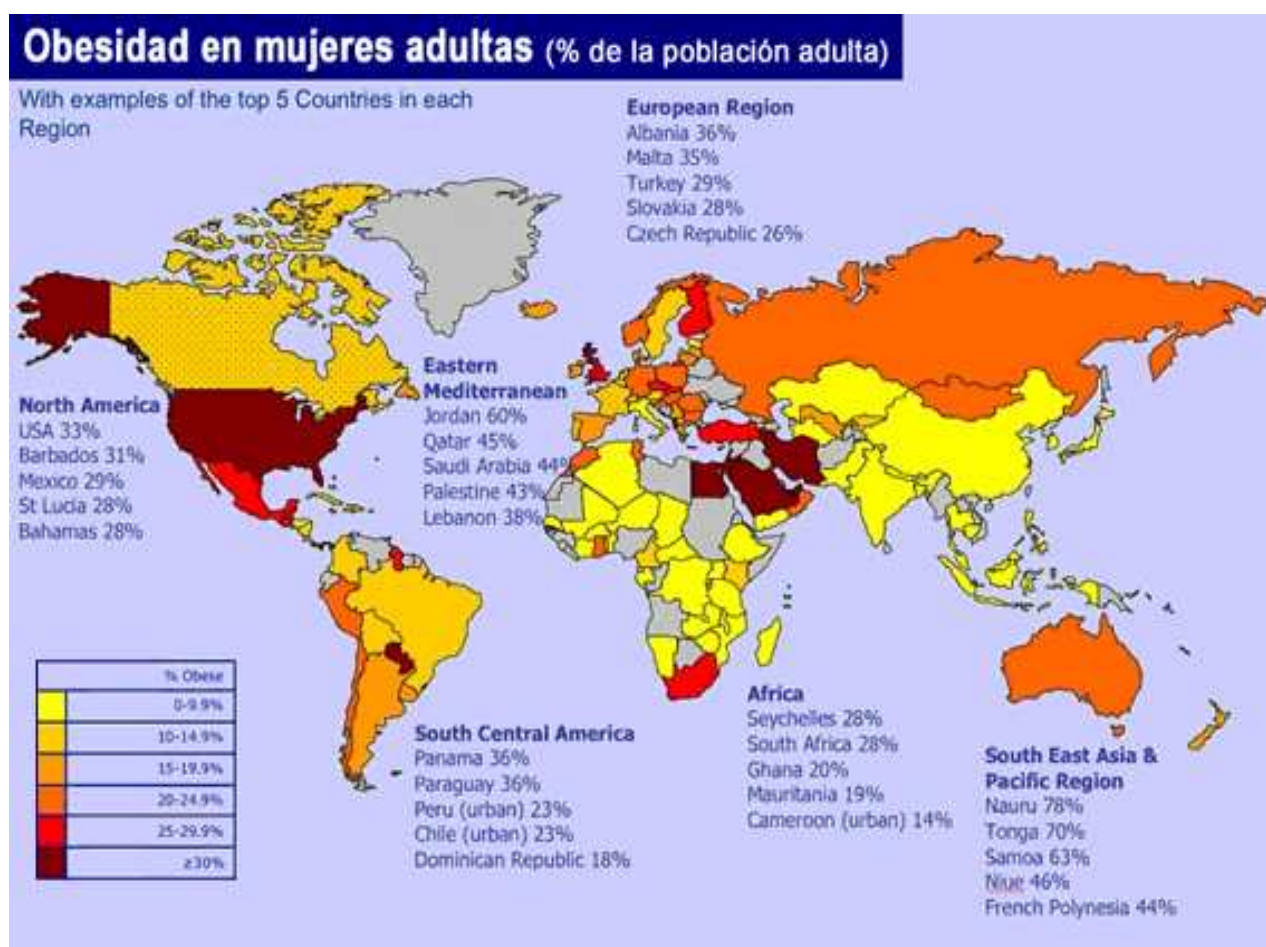 Obesidad en mujeres adultas (% de la población adulta)
With examples of the top 5 Countries in each
Region
European Region
Albania 36%
Malta 35%
Turkey 29%
Slovakia 28%
Czech Republic 26%
Eastern
Mediterranean
Jordan 60%
Qatar 45%
Saudi Arabia 44%
Palestine 43%
Lebanon 38%
North America
USA 33%
Barbados 31%
Mexico 29%
St Lucia 28%
Bahamas 28%
% Obese
0-9.9%
10-14.9%
15-19.9%
20-24.9%
25-29.9%
≥30%
South Central America
Panama 36%
Paraguay 36%
Peru (urban) 23%
Chile (urban) 23%
Dominican Republic 18%
Africa
Seychelles 28%
South Africa 28%
Ghana 20%
Mauritania 19%
Cameroon (urban) 14%
South East Asia &
Pacific Region
Nauru 78%
Tonga 70%
Samoa 63%
Niue 46%
French Polynesia 44%